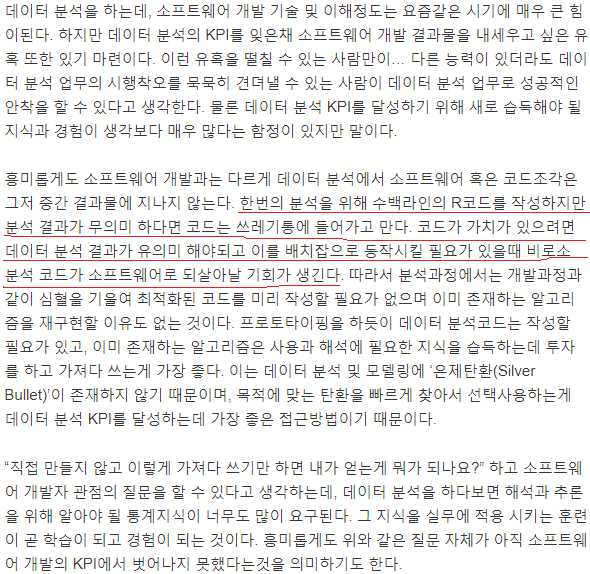 데이터 분석을 하는데, 소프트웨어 개발 기술 및 이해정도는 요즘같은 시기에 매우 큰 힘
이된다. 하지만 데이터 분석의 KPI를 잊은채 소프트웨어 개발 결과물을 내세우고 싶은 유
혹 또한 있기 마련이다. 이런 유혹을 떨칠 수 있는 사람만이... 다른 능력이 있더라도 데이
터 분석 업무의 시행착오를 묵묵히 견뎌낼 수 있는 사람이 데이터 분석 업무로 성공적인
안착을 할 수 있다고 생각한다. 물론 데이터 분석 KPI를 달성하기 위해 새로 습득해야 될
지식과 경험이 생각보다 매우 많다는 함정이 있지만 말이다.

흥미롭게도 소프트웨어 개발과는 다르게 데이터 분석에서 소프트웨어 혹은 코드조각은
그저 중간 결과물에 지나지 않는다. 한번의 분석을 위해 수백라인의 R코드를 작성하지만
분석 결과가 무의미 하다면 코드는 쓰레기통에 들어가고 만다. 코드가 가치가 있으려면
데이터 분석 결과가 유의미 해야되고 이를 배치잡으로 동작시킬 필요가 있을때 비로소
분석 코드가 소프트웨어로 되살아날 기회가 생긴다. 따라서 분석과정에서는 개발과정과
같이 심혈을 기울여 최적화된 코드를 미리 작성할 필요가 없으며 이미 존재하는 알고리
즘을 재구현할 이유도 없는 것이다. 프로토타이핑을 하듯이 데이터 분석코드는 작성할
필요가 있고, 이미 존재하는 알고리즘은 사용과 해석에 필요한 지식을 습득하는데 투자
를 하고 가져다 쓰는게 가장 좋다. 이는 데이터 분석 및 모델링에 ‘은제탄환(Silver
Bullet)’이 존재하지 않기 때문이며, 목적에 맞는 탄환을 빠르게 찾아서 선택사용하는게
데이터 분석 KPI를 달성하는데 가장 좋은 접근방법이기 때문이다.

“직접 만들지 않고 이렇게 가져다 쓰기만 하면 내가 얻는게 뭐가 되나요?” 하고 소프트웨
어 개발자 관점의 질문을 할 수 있다고 생각하는데, 데이터 분석을 하다보면 해석과 추론
을 위해 알아야 될 통계지식이 너무도 많이 요구된다. 그 지식을 실무에 적용 시키는 훈련
이 곧 학습이 되고 경험이 되는 것이다. 흥미롭게도 위와 같은 질문 자체가 아직 소프트웨
어 개발의 KPI에서 벗어나지 못했다는것을 의미하기도 한다.